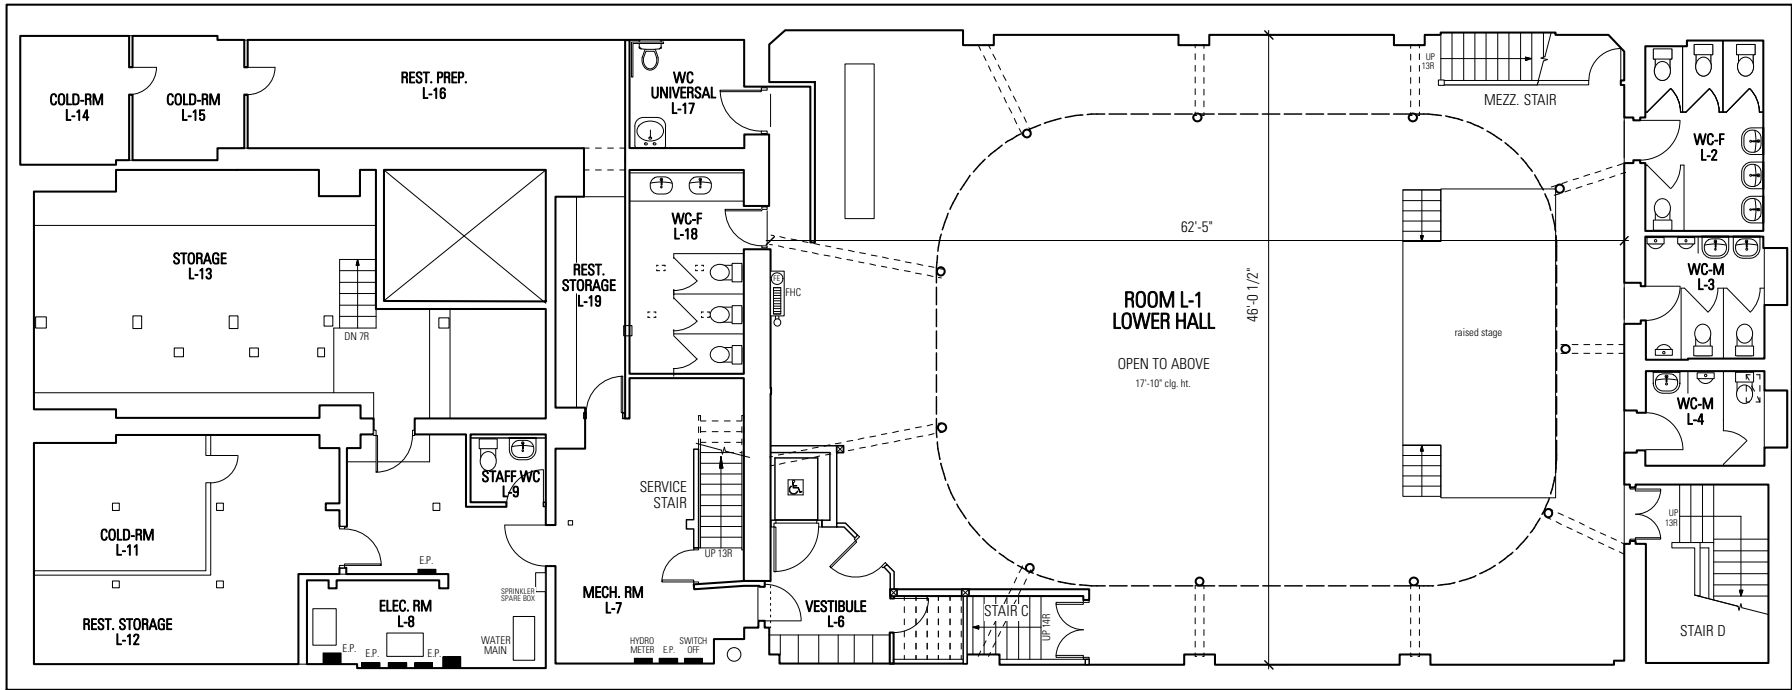 COLD-RM
L-14
COLD-RM
L-15
REST. PREP.
L-16
WC
UNIVERSAL
L-17
UP
13R
MEZZ. STAIR
WC-F
L-2
STORAGE
L-13
DN 7R
REST.
STORAGE
L-19
WC-F
L-18
FE
FHC
62'-5"
46'-0 1/2"
ROOM L-1
LOWER HALL
OPEN TO ABOVE
17'-10" clg. ht.
raised stage
WC-M
L-3
WC-M
L-4
COLD-RM
L-11
REST. STORAGE
L-12
STAFF WC
L-9
E.P.
SPRINKLER
SPARE BOX
ELEC. RM
L-8
E.P.
E.P.
E.P.
WATER
MAIN
SERVICE
STAIR
UP 13R
MECH. RM
L-7
HYDRO
METER
E.P.
SWITCH
OFF
VESTIBULE
L-6
STAIR C
UP 14R
UP
13R
STAIR D